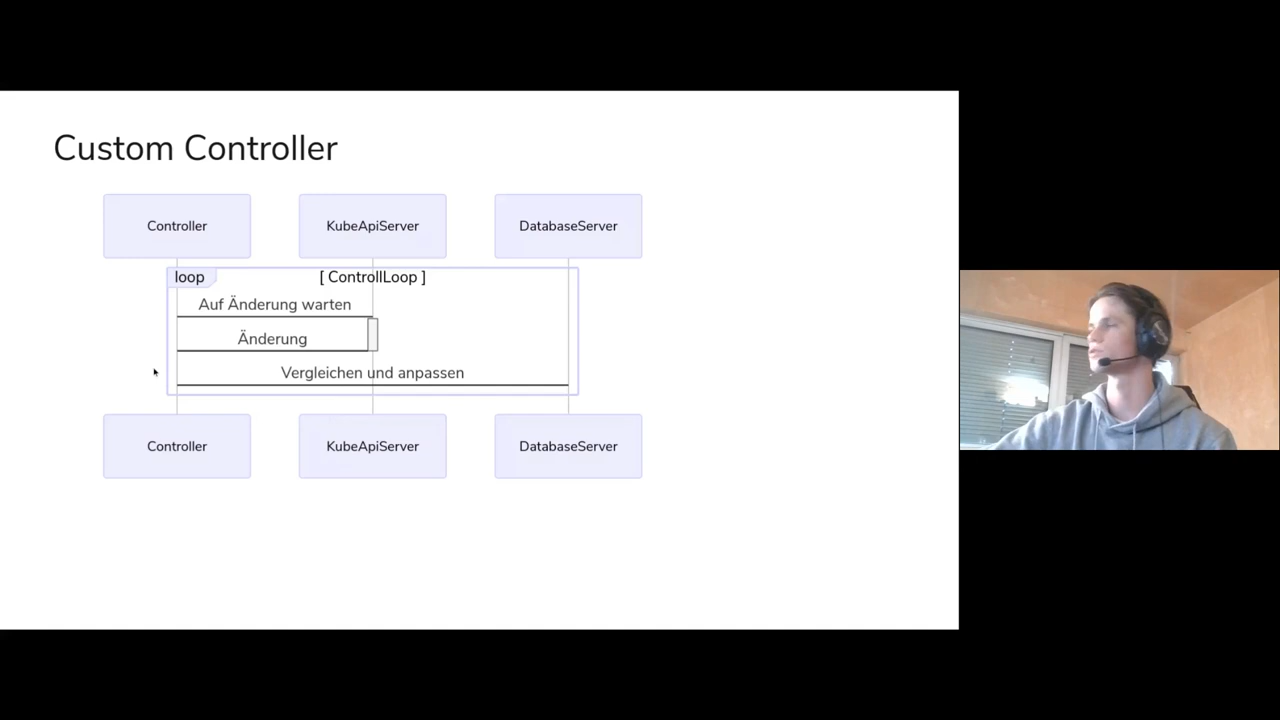 Custom Controller
Controller
KubeApiServer
DatabaseServer
loop
[ ControllLoop ]
Auf Änderung warten
Änderung
Vergleichen und anpassen
Controller
KubeApiServer
DatabaseServer